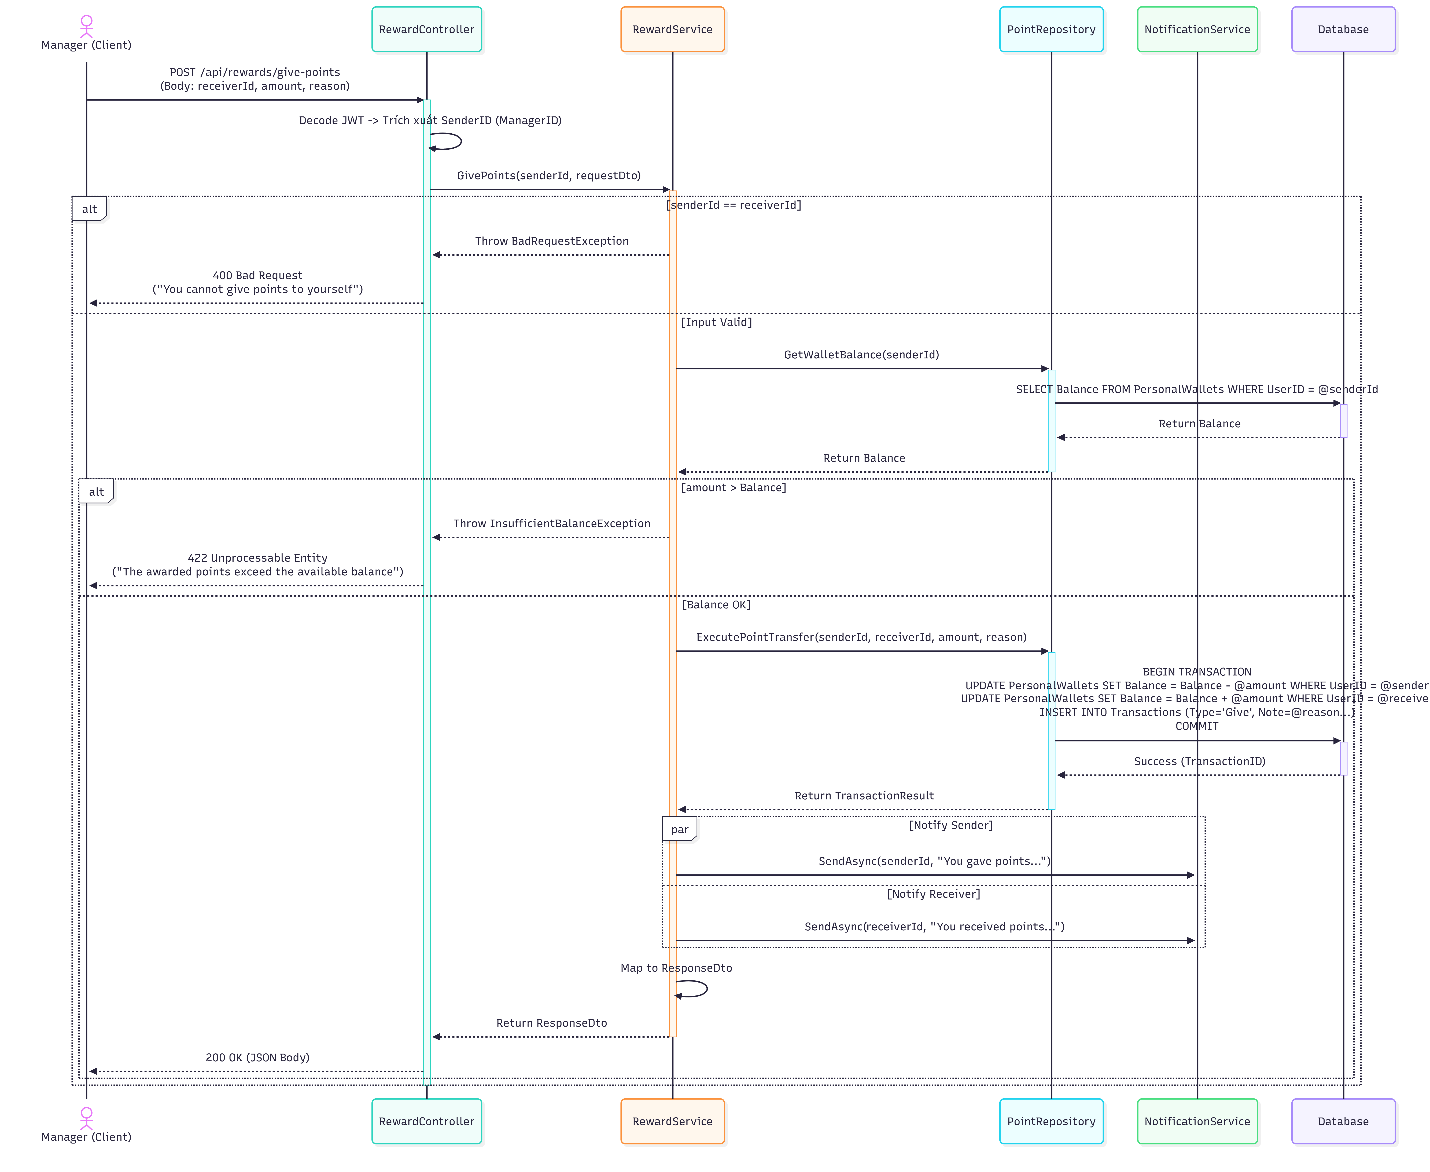 Manager (Client)
RewardController
RewardService
PointRepository
NotificationService
Database
POST /api/rewards/give-points
(Body: receiverId, amount, reason)
Decode JWT -> Trích xuất SenderID (ManagerID)
GivePoints(senderId, requestDto)
alt
[senderId == receiverId]
Throw BadRequestException
400 Bad Request
("You cannot give points to yourself")
[Input Valid]
GetWalletBalance(senderId)
SELECT Balance FROM PersonalWallets WHERE UserID = @senderId
Return Balance
Return Balance
alt
[amount > Balance]
Throw InsufficientBalanceException
422 Unprocessable Entity
("The awarded points exceed the available balance")
[Balance OK]
ExecutePointTransfer(senderId, receiverId, amount, reason)
BEGIN TRANSACTION
UPDATE PersonalWallets SET Balance = Balance - @amount WHERE UserID = @sender
UPDATE PersonalWallets SET Balance = Balance + @amount WHERE UserID = @receive
INSERT INTO Transactions (Type='Give', Note=@reason...)
COMMIT
Success (TransactionID)
Return TransactionResult
par
[Notify Sender]
SendAsync(senderId, "You gave points...")
[Notify Receiver]
SendAsync(receiverId, "You received points...")
Map to ResponseDto
Return ResponseDto
200 OK (JSON Body)
Manager (Client)
RewardController
RewardService
PointRepository
NotificationService
Database